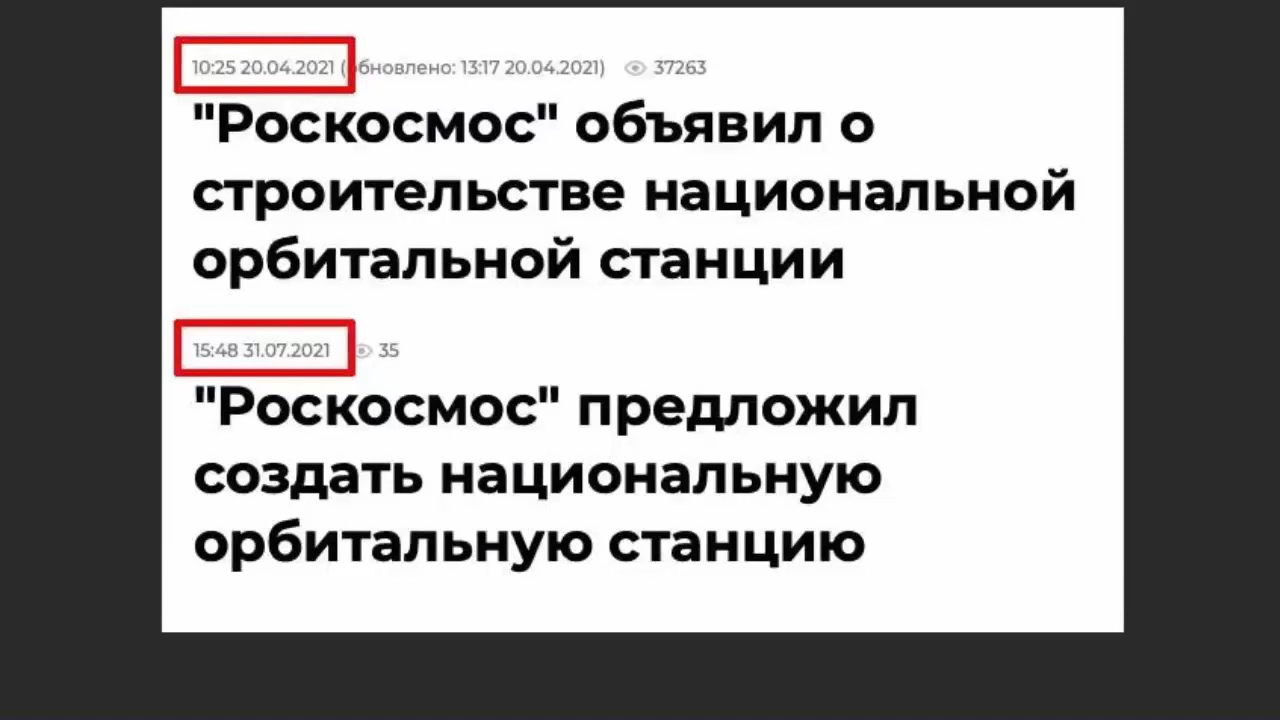 10:25 20.04.2021 (обновлено: 13:17 20.04.2021) 37263
"Роскосмос" объявил о
строительстве национальной
орбитальной станции
15:48 31.07.2021 35
"Роскосмос" предложил
создать национальную
орбитальную станцию